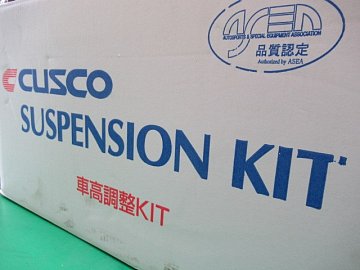 ASEA
AUTOSPORTS & SPECIAL EQUIPMENT ASSOCIATION
品質認定
Authorized by ASEA
CUSCO
SUSPENSION KIT
車高調整KIT